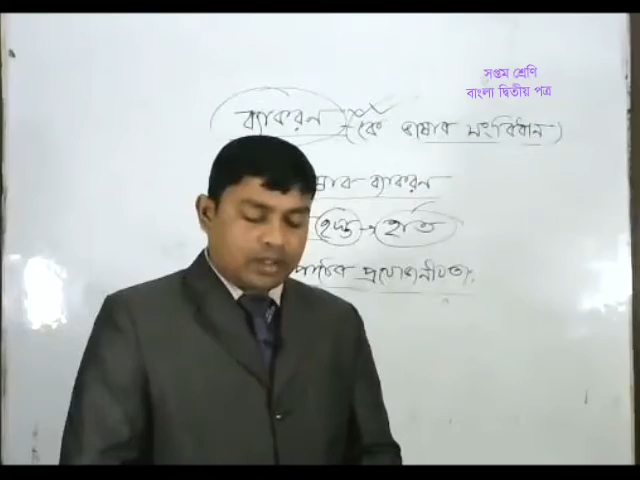 সপ্তম শ্রেণি
বাংলা দ্বিতীয় পত্র
ব্যাকরণ কে ভাষার সংবিধান
ষার ব্যাকরণ
হস্ত → হাত
পাঠের প্রয়োজনীয়তা